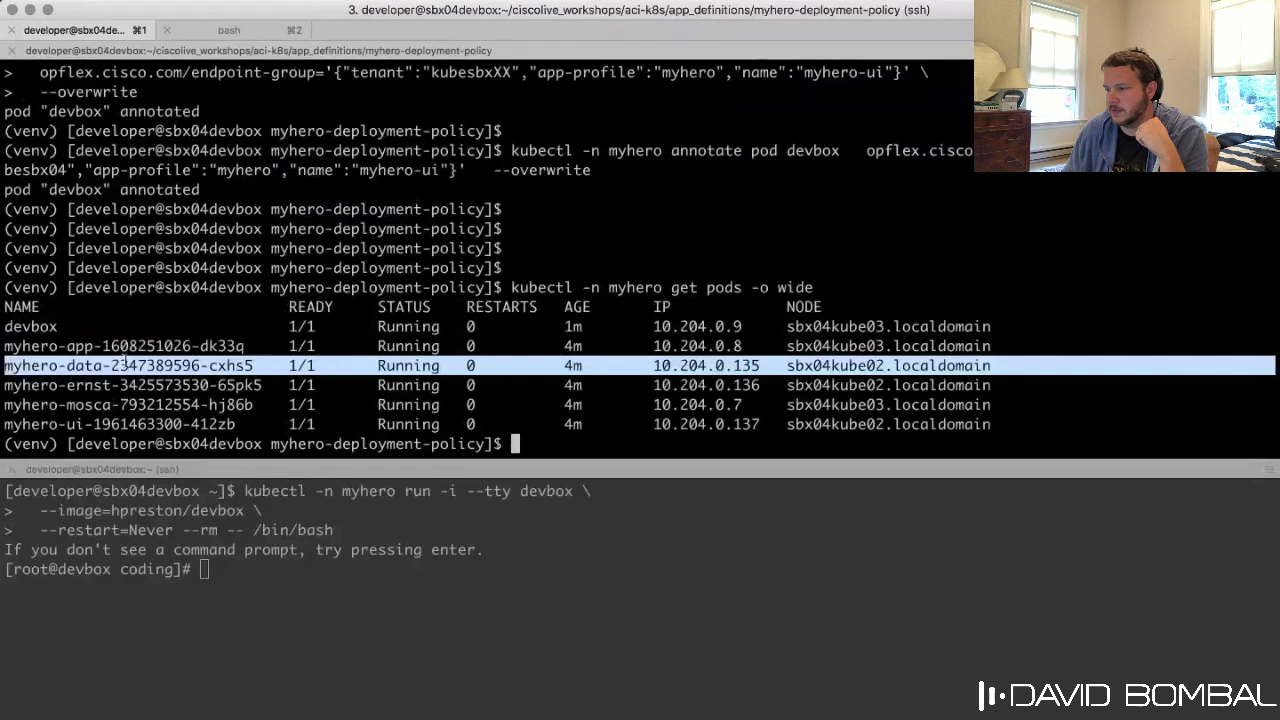 3. developer@sbx04devbox:~/ciscolive_workshops/aci-k8s/app_definitions/myhero-deployment-policy (ssh)
× developer@sbx04de... ⌘1 × bash ⌘2
× developer@sbx04devbox:~/ciscolive_workshops/aci-k8s/app_definitions/myhero-deployment-policy
> opflex.cisco.com/endpoint-group='{"tenant":"kubesbxXX","app-profile":"myhero","name":"myhero-ui"}' \
> --overwrite
pod "devbox" annotated
(venv) [developer@sbx04devbox myhero-deployment-policy]$
(venv) [developer@sbx04devbox myhero-deployment-policy]$ kubectl -n myhero annotate pod devbox opflex.cisco
besbx04","app-profile":"myhero","name":"myhero-ui"}' --overwrite
pod "devbox" annotated
(venv) [developer@sbx04devbox myhero-deployment-policy]$
(venv) [developer@sbx04devbox myhero-deployment-policy]$
(venv) [developer@sbx04devbox myhero-deployment-policy]$
(venv) [developer@sbx04devbox myhero-deployment-policy]$
(venv) [developer@sbx04devbox myhero-deployment-policy]$ kubectl -n myhero get pods -o wide
NAME READY STATUS RESTARTS AGE IP NODE
devbox 1/1 Running 0 1m 10.204.0.9 sbx04kube03.localdomain
myhero-app-1608251026-dk33q 1/1 Running 0 4m 10.204.0.8 sbx04kube03.localdomain
myhero-data-2347389596-cxhs5 1/1 Running 0 4m 10.204.0.135 sbx04kube02.localdomain
myhero-ernst-3425573530-65pk5 1/1 Running 0 4m 10.204.0.136 sbx04kube02.localdomain
myhero-mosca-793212554-hj86b 1/1 Running 0 4m 10.204.0.7 sbx04kube03.localdomain
myhero-ui-1961463300-412zb 1/1 Running 0 4m 10.204.0.137 sbx04kube02.localdomain
(venv) [developer@sbx04devbox myhero-deployment-policy]$
× developer@sbx04devbox:~ (ssh)
[developer@sbx04devbox ~]$ kubectl -n myhero run -i --tty devbox \
> --image=hpreston/devbox \
> --restart=Never --rm -- /bin/bash
If you don't see a command prompt, try pressing enter.
[root@devbox coding]#
DAVID BOMBAL